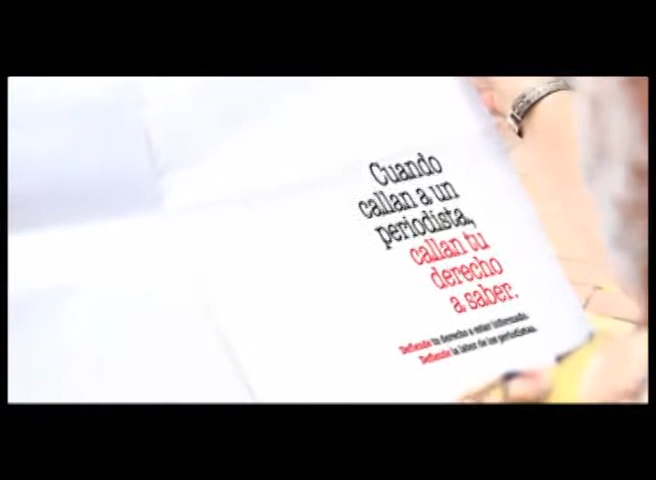 Cuando
callan a un
periodista,
callan tu
derecho
a saber.
Defiende tu derecho a estar informado.
Defiende la labor de los periodistas.